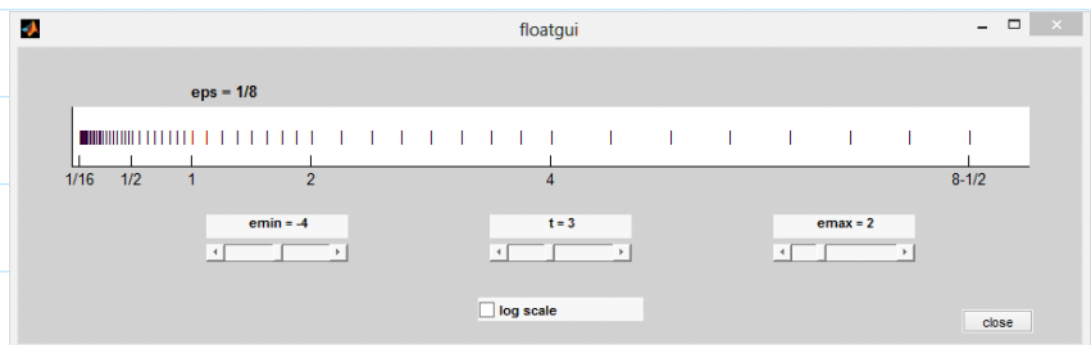 floatgui
eps = 1/8
1/16 1/2 1 2 4 8-1/2
emin = -4 t = 3 emax = 2
log scale
close